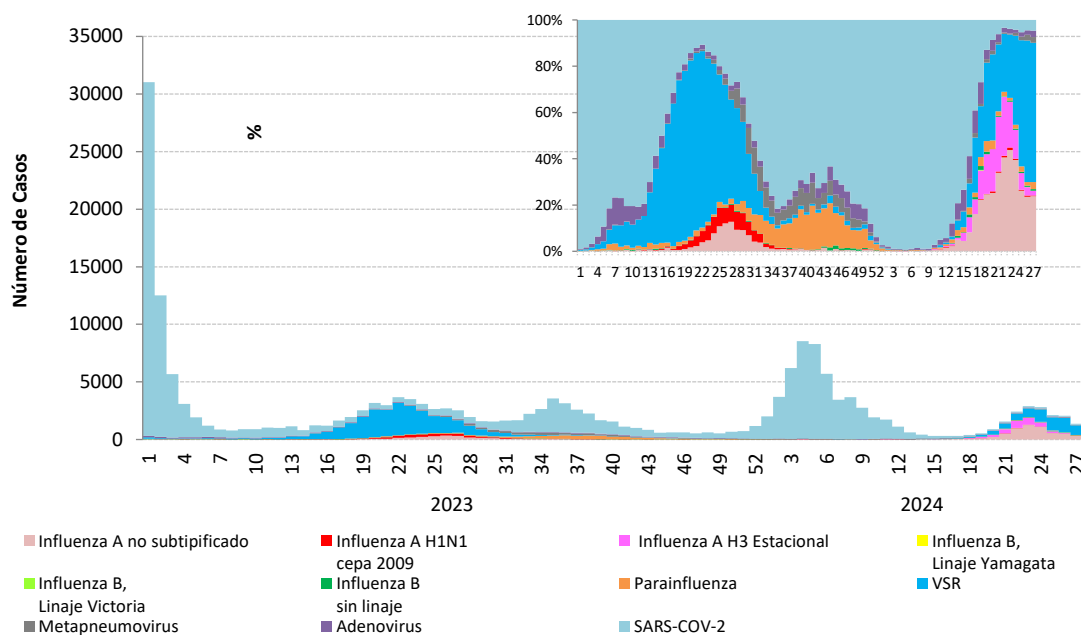 100%
80%
60%
40%
20%
0%
1 4 7 10 13 16 19 22 25 28 31 34 37 40 43 46 49 52 3 6 9 12 15 18 21 24 27
%
35000
30000
25000
20000
15000
10000
5000
0
Número de Casos
1 4 7 10 13 16 19 22 25 28 31 34 37 40 43 46 49 52 3 6 9 12 15 18 21 24 27
2023 2024
Influenza A no subtipificado
Influenza A H1N1
cepa 2009
Influenza A H3 Estacional
Influenza B,
Linaje Yamagata
Influenza B,
Linaje Victoria
Influenza B
sin linaje
Parainfluenza
VSR
Metapneumovirus
Adenovirus
SARS-COV-2